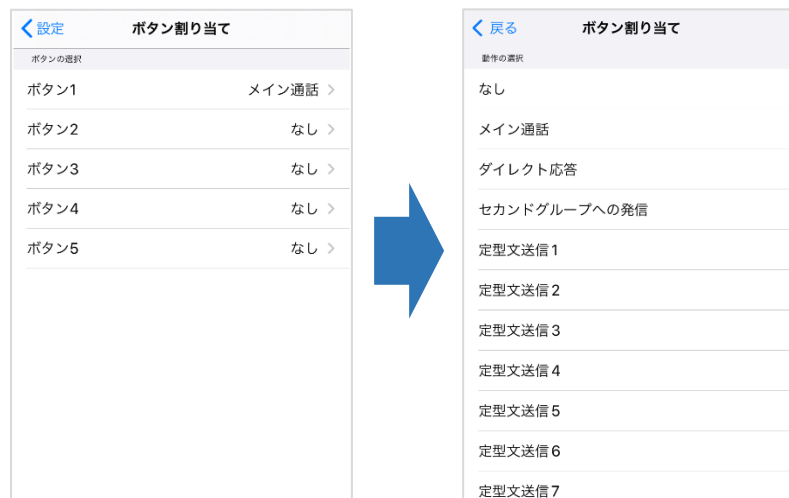 設定 ボタン割り当て
ボタンの選択
ボタン1 メイン通話
ボタン2 なし
ボタン3 なし
ボタン4 なし
ボタン5 なし
戻る ボタン割り当て
動作の選択
なし
メイン通話
ダイレクト応答
セカンドグループへの発信
定型文送信1
定型文送信2
定型文送信3
定型文送信4
定型文送信5
定型文送信6
定型文送信7